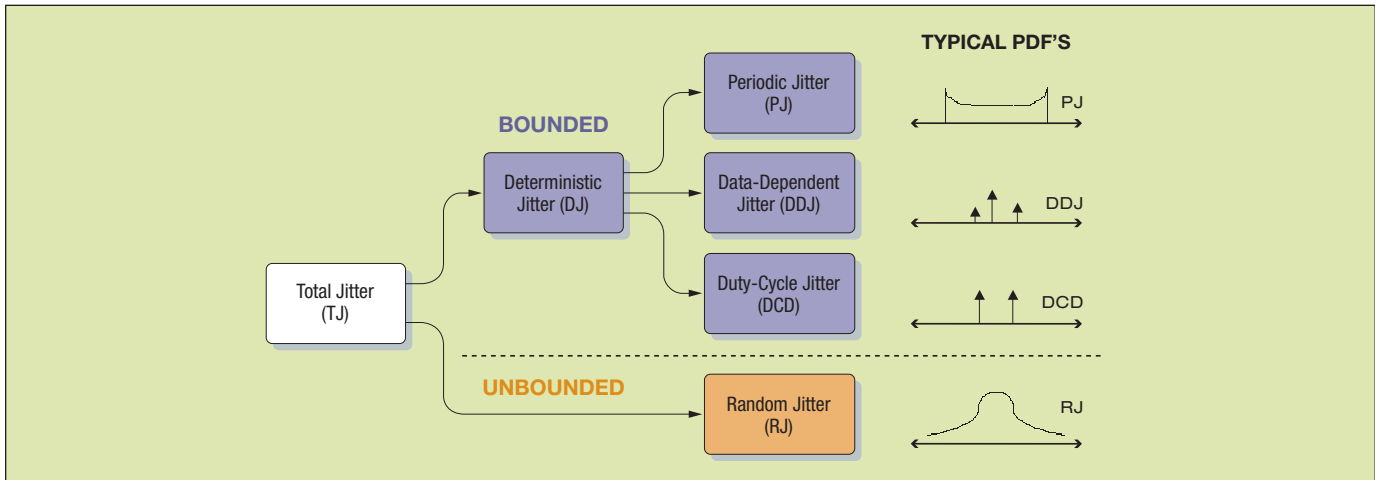 TYPICAL PDF'S
Periodic Jitter
(PJ)
PJ
BOUNDED
Deterministic
Jitter (DJ)
Data-Dependent
Jitter (DDJ)
DDJ
Total Jitter
(TJ)
Duty-Cycle Jitter
(DCD)
DCD
UNBOUNDED
Random Jitter
(RJ)
RJ